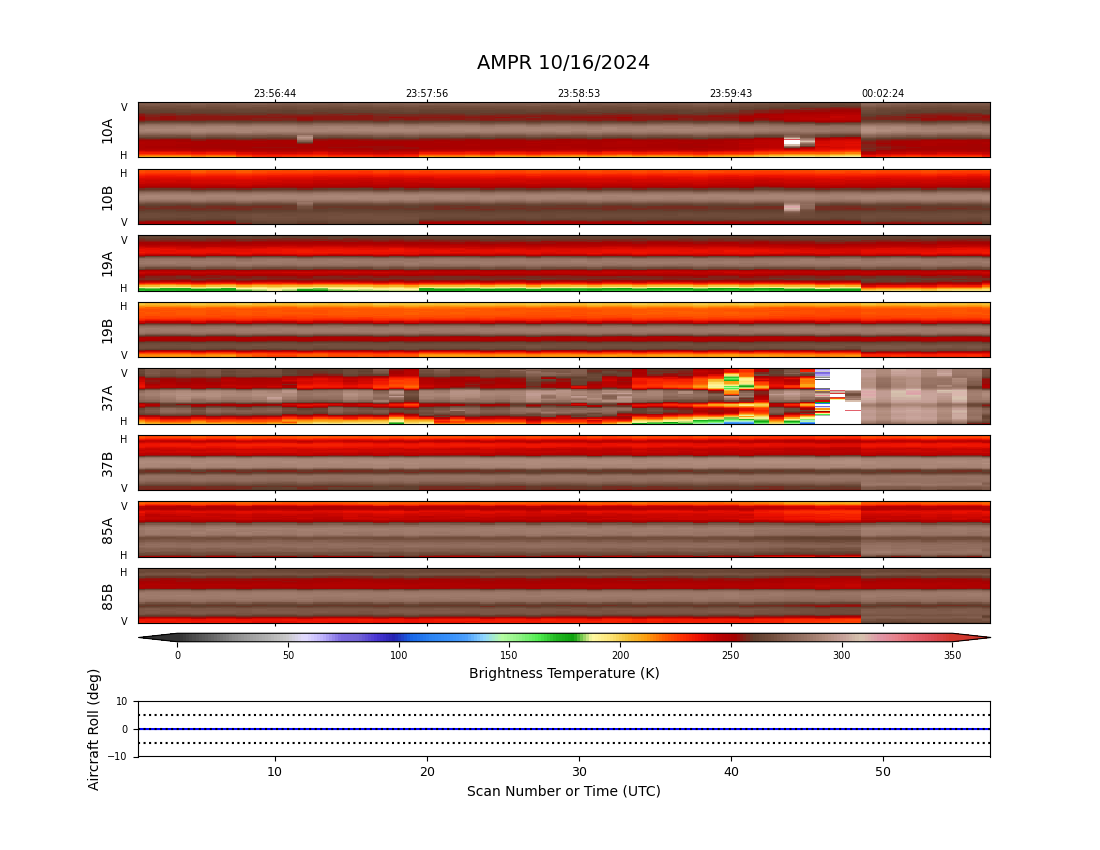 AMPR 10/16/2024
23:56:44 23:57:56 23:58:53 23:59:43 00:02:24
V
10A
H
H
10B
V
V
19A
H
H
19B
V
V
37A
H
H
37B
V
V
85A
H
H
85B
V
0 50 100 150 200 250 300 350
Brightness Temperature (K)
Aircraft Roll (deg)
10
0
−10
10 20 30 40 50
Scan Number or Time (UTC)